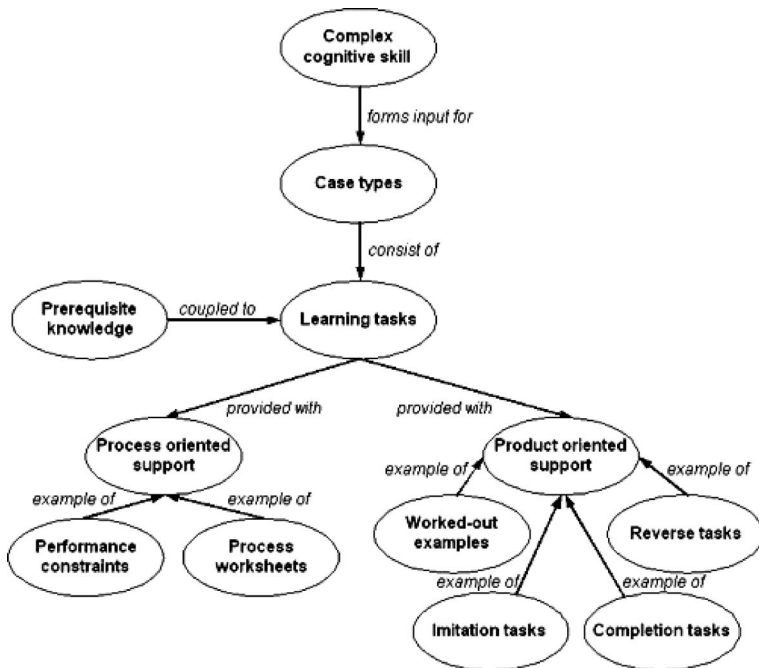 Complex
cognitive skill
forms input for
Case types
consist of
Prerequisite
knowledge
coupled to
Learning tasks
provided with
provided with
Process oriented
support
Product oriented
support
example of
example of
example of
example of
Performance
constraints
Process
worksheets
Worked-out
examples
Reverse tasks
example of
example of
Imitation tasks
Completion tasks